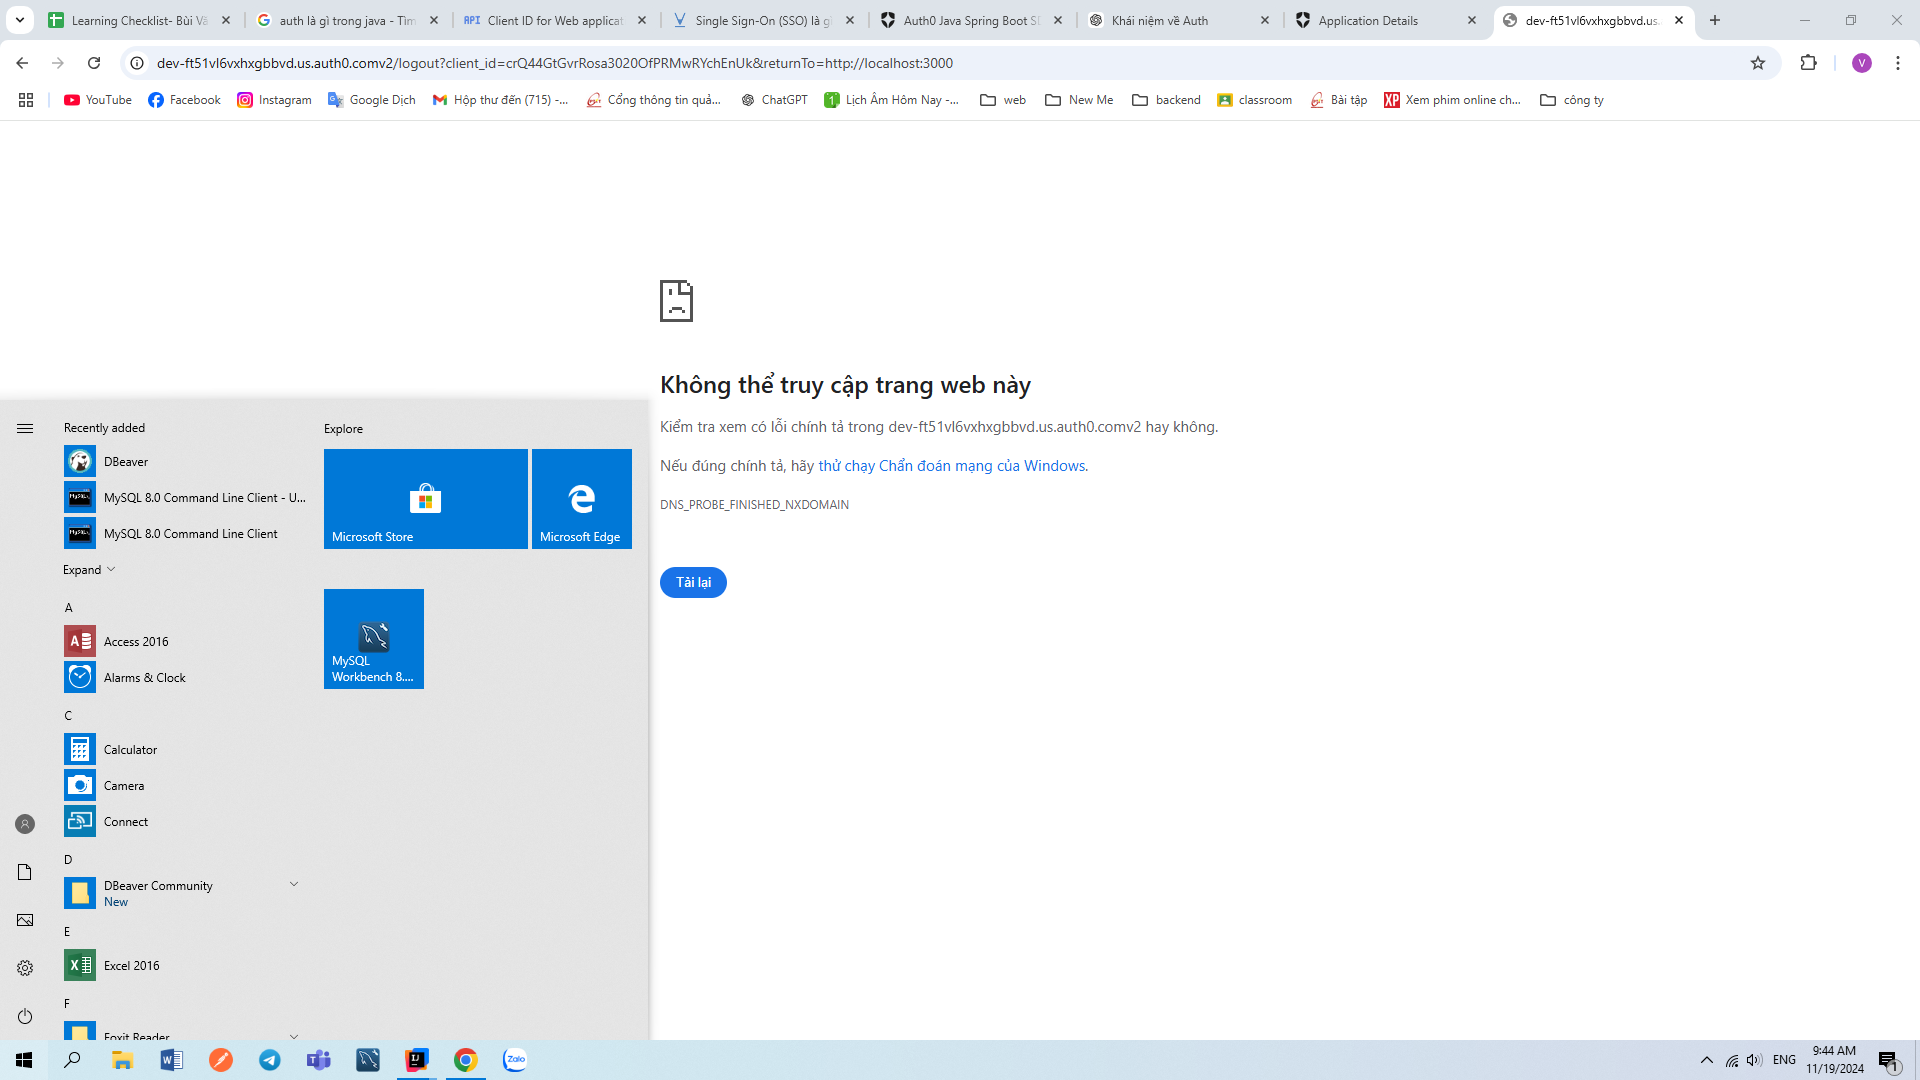 Learning Checklist- Bùi Vă
auth là gì trong java - Tìm
API Client ID for Web applicat
Single Sign-On (SSO) là gì
Auth0 Java Spring Boot SD
Khái niệm về Auth
Application Details
dev-ft51vl6vxhxgbbvd.us.
dev-ft51vl6vxhxgbbvd.us.auth0.comv2/logout?client_id=crQ44GtGvrRosa3020OfPRMwRYchEnUk&returnTo=http://localhost:3000
V
YouTube
Facebook
Instagram
Google Dịch
Hộp thư đến (715) -...
Cổng thông tin quả...
ChatGPT
1 Lịch Âm Hôm Nay -...
web
New Me
backend
classroom
Bài tập
XP Xem phim online ch...
công ty
Không thể truy cập trang web này
Kiểm tra xem có lỗi chính tả trong dev-ft51vl6vxhxgbbvd.us.auth0.comv2 hay không.
Nếu đúng chính tả, hãy thử chạy Chẩn đoán mạng của Windows.
DNS_PROBE_FINISHED_NXDOMAIN
Tải lại
Recently added
DBeaver
MySQL 8.0 Command Line Client - U...
MySQL 8.0 Command Line Client
Expand
A
Access 2016
Alarms & Clock
C
Calculator
Camera
Connect
D
DBeaver Community
New
E
Excel 2016
F
Foxit Reader
Explore
Microsoft Store
Microsoft Edge
MySQL
Workbench 8....
Zalo
ENG
9:44 AM
11/19/2024
1